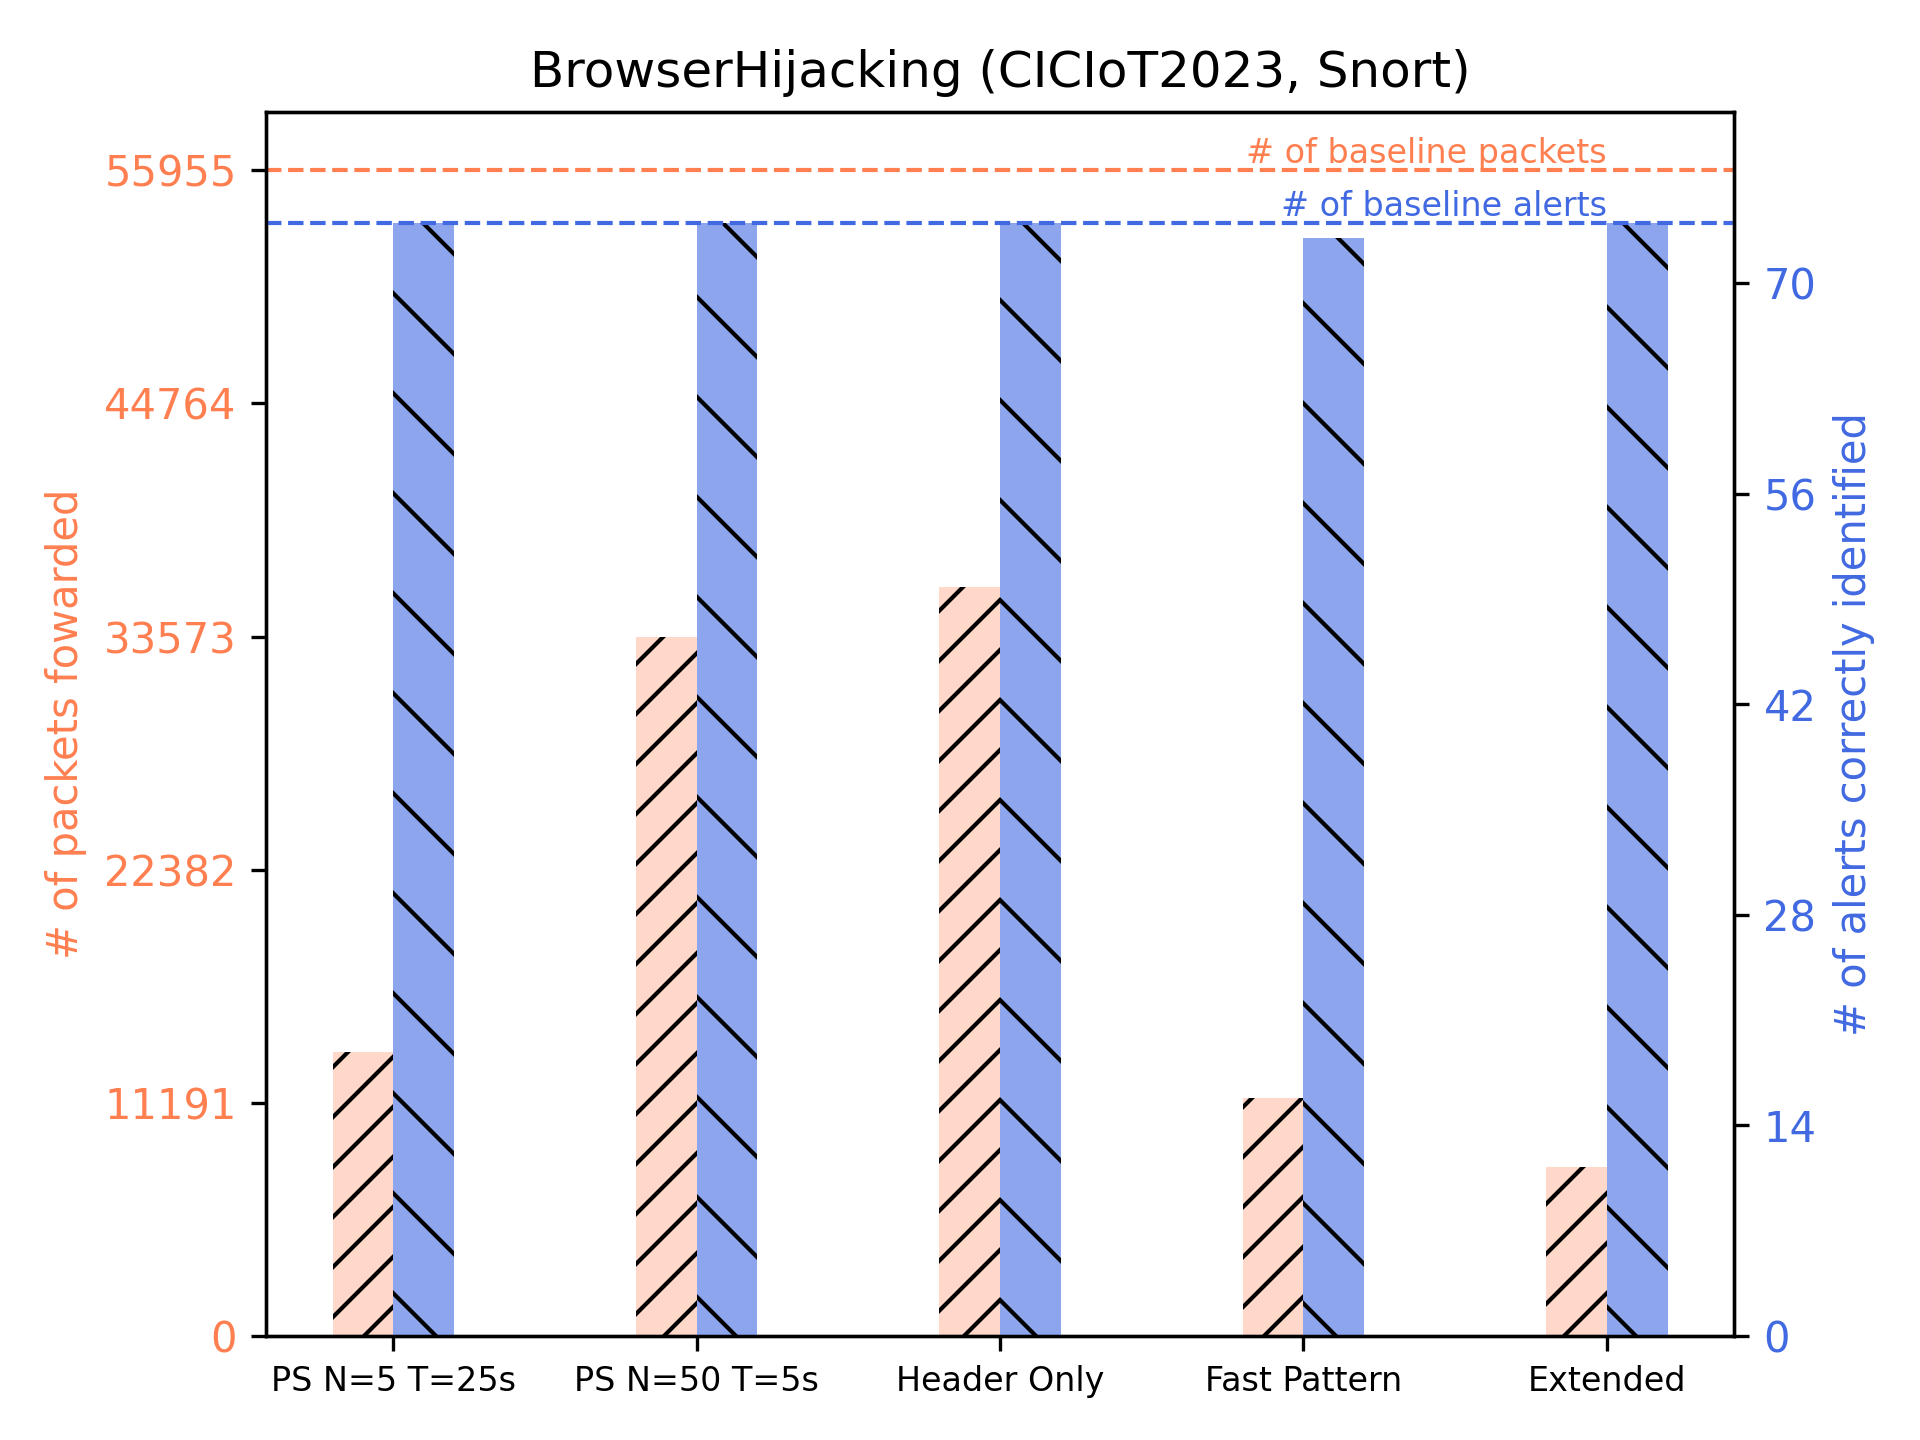 BrowserHijacking (CICIoT2023, Snort)
# of baseline packets
# of baseline alerts
# of packets fowarded
55955
44764
33573
22382
11191
0
70
56
42
28
14
0
# of alerts correctly identified
PS N=5 T=25s
PS N=50 T=5s
Header Only
Fast Pattern
Extended